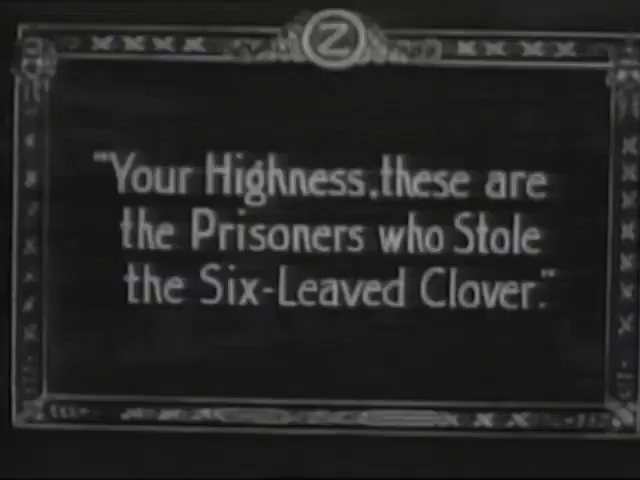 Z
"Your Highness, these are
the Prisoners who Stole
the Six-Leaved Clover."